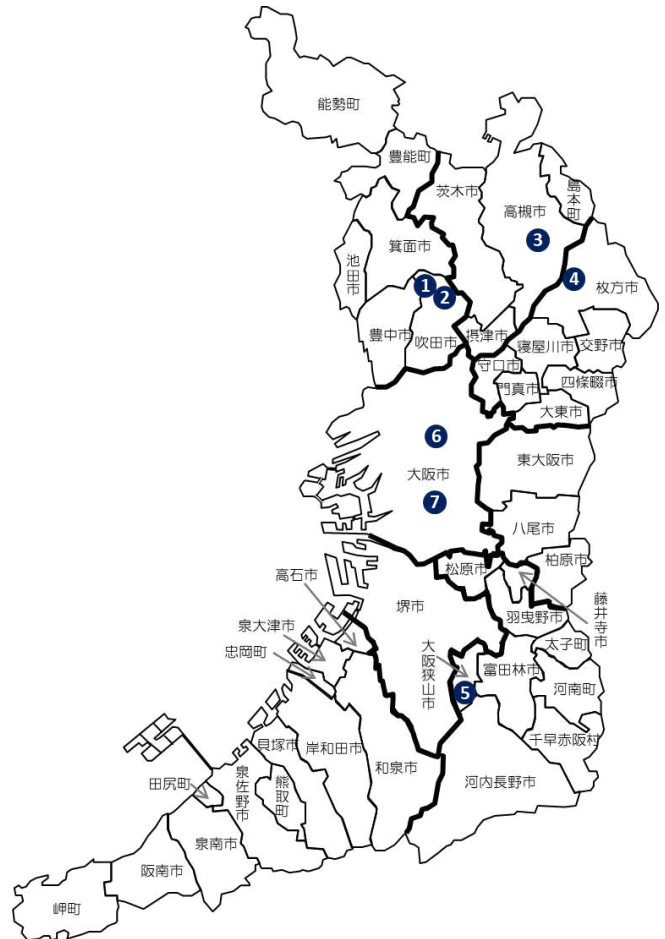 能勢町
豊能町
茨木市
高槻市
島本町
箕面市
池田市
3
1
2
4
枚方市
豊中市
吹田市
摂津市
寝屋川市
交野市
守口市
門真市
四條畷市
大東市
6
大阪市
東大阪市
7
八尾市
柏原市
松原市
高石市
堺市
羽曳野市
藤井寺市
泉大津市
忠岡町
大阪狭山市
太子町
富田林市
5
河南町
千早赤阪村
貝塚市
岸和田市
和泉市
河内長野市
田尻町
泉佐野市
熊取町
泉南市
阪南市
岬町